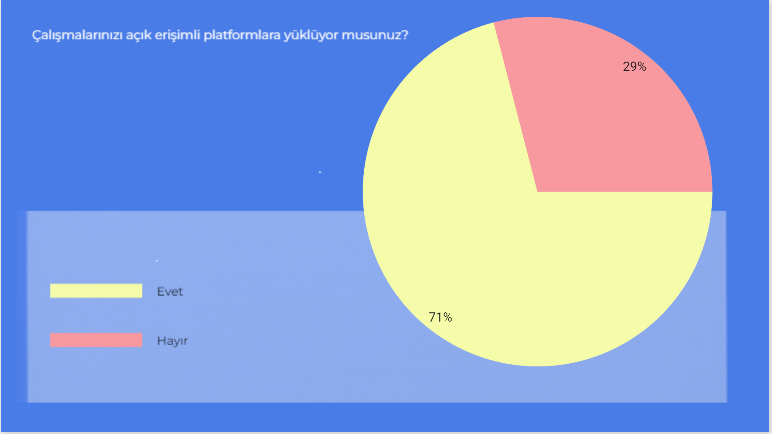 Çalışmalarınızı açık erişimli platformlara yüklüyor musunuz?
29%
71%
Evet
Hayır